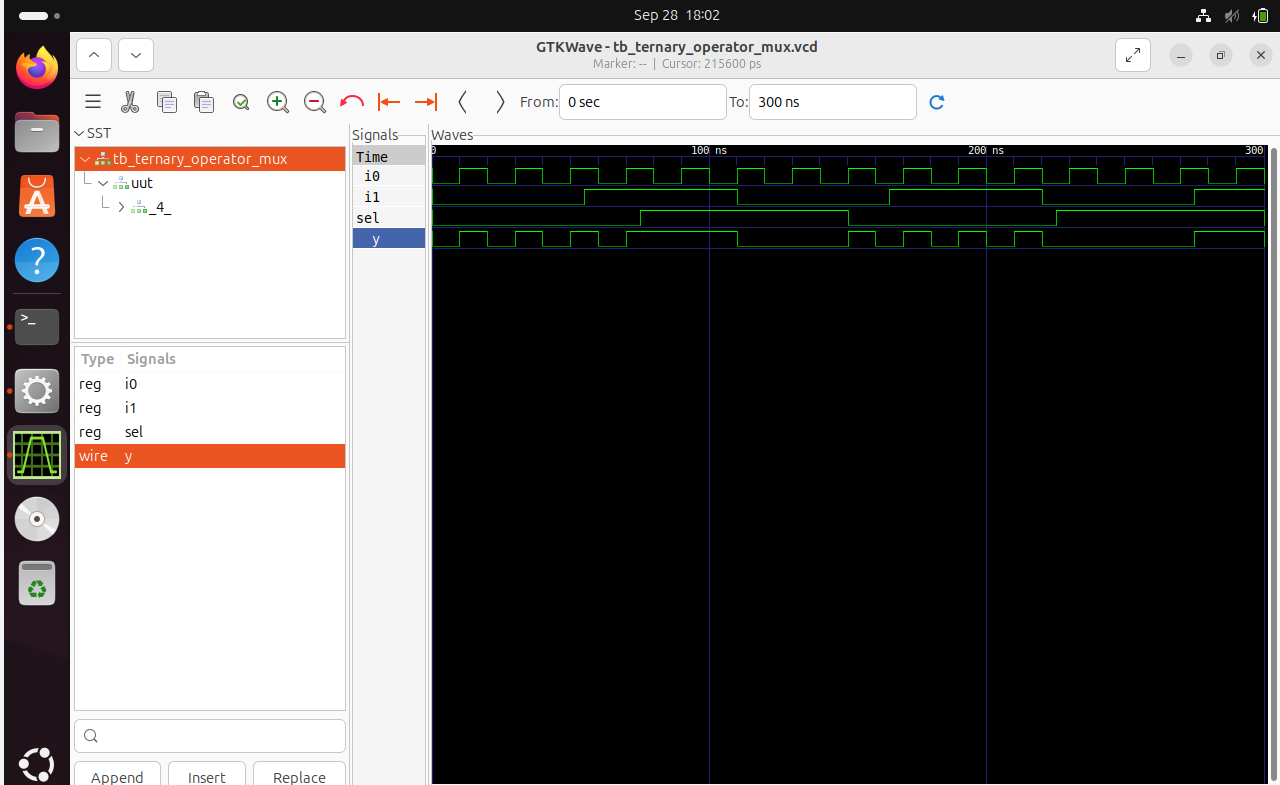 Sep 28 18:02
GTKWave - tb_ternary_operator_mux.vcd
Marker: -- | Cursor: 215600 ps
From: 0 sec To: 300 ns
SST
tb_ternary_operator_mux
uut
_4_
Type Signals
reg i0
reg i1
reg sel
wire y
Append Insert Replace
Signals
Time
i0
i1
sel
y
Waves
0 100 ns 200 ns 300